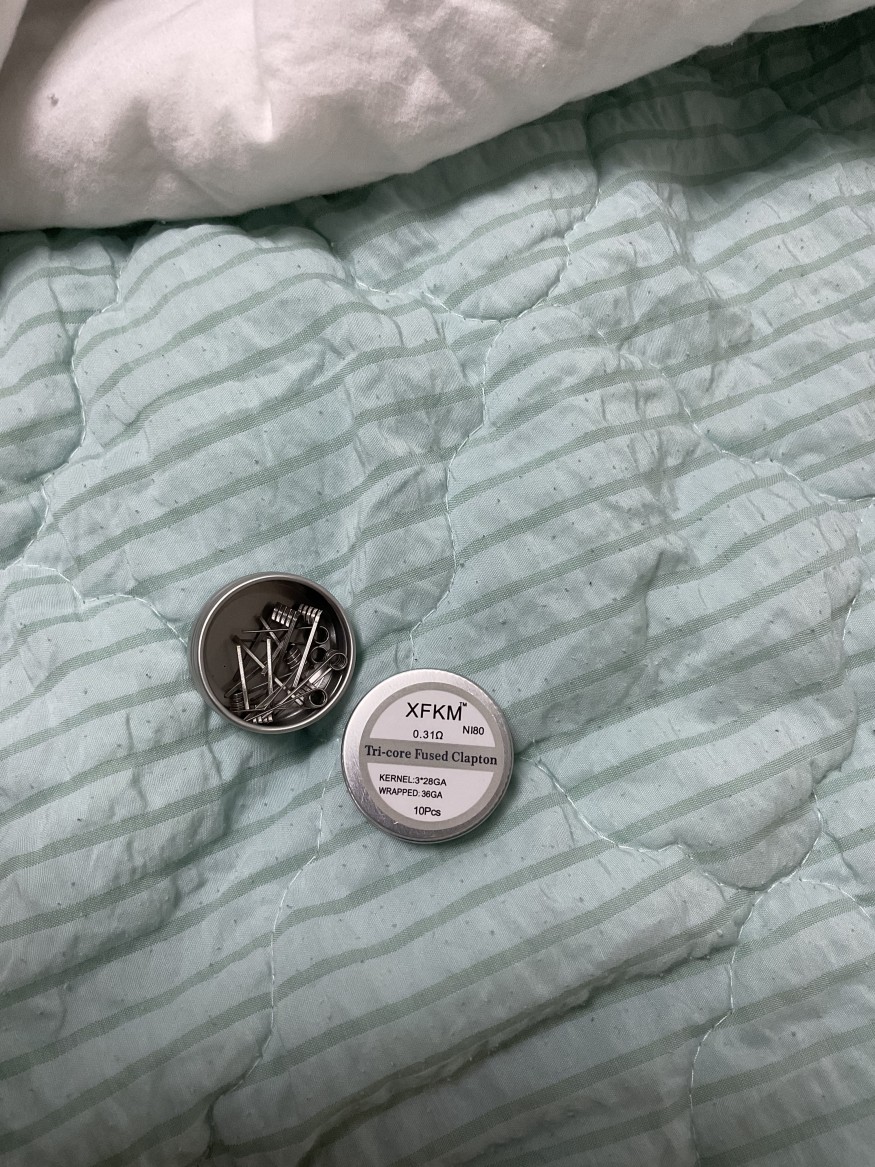 XFKM™
0.31Ω NI80
Tri-core Fused Clapton
KERNEL:3*28GA
WRAPPED:36GA
10Pcs